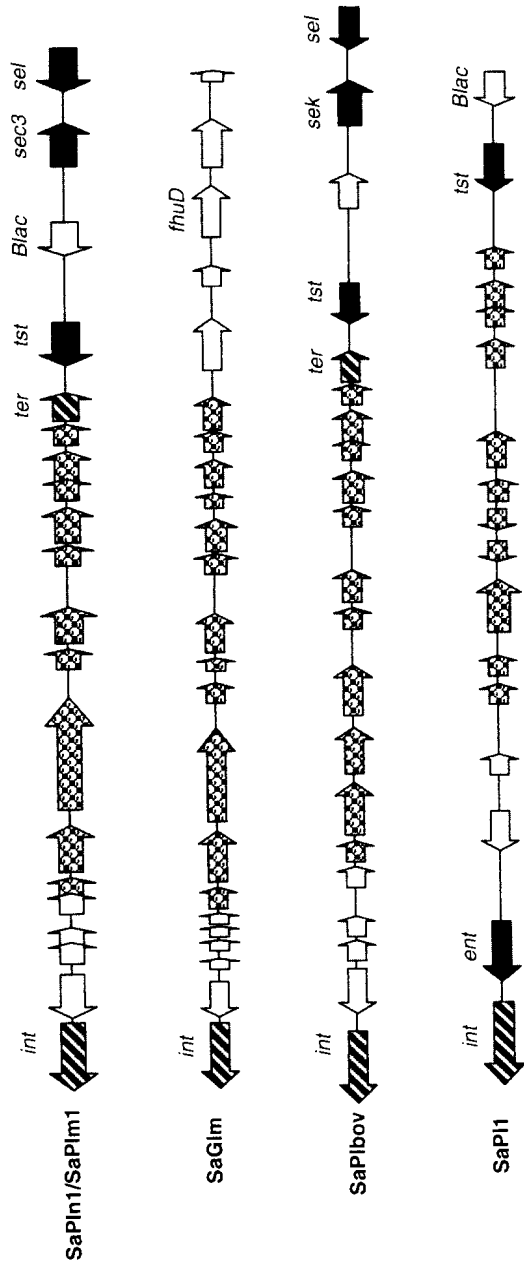 int ter tst Blac sec3 sel
SaPIn1/SaPIm1
int fhuD
SaGIm
int ter tst sek sel
SaPIbov
int ent tst Blac
SaPI1